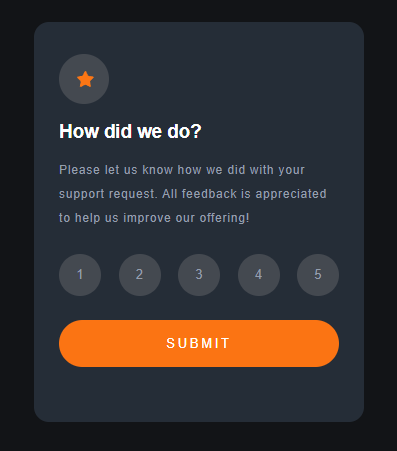 How did we do?
Please let us know how we did with your
support request. All feedback is appreciated
to help us improve our offering!
1 2 3 4 5
SUBMIT